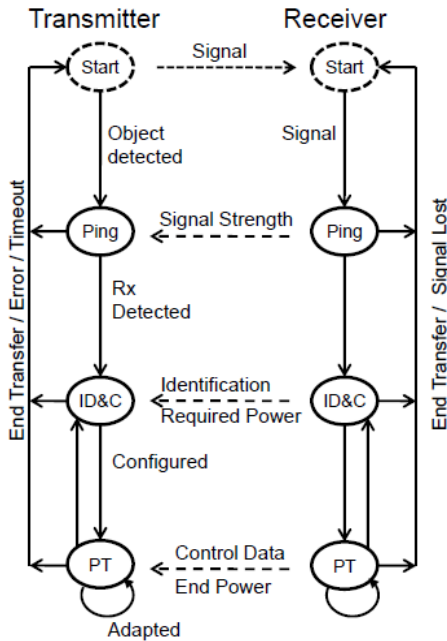 Transmitter
Receiver
Signal
Start
Start
Object
detected
Signal
Signal Strength
Ping
Ping
Rx
Detected
Identification
ID&C
ID&C
Required Power
Configured
Control Data
PT
PT
End Power
Adapted
End Transfer / Error / Timeout
End Transfer / Signal Lost